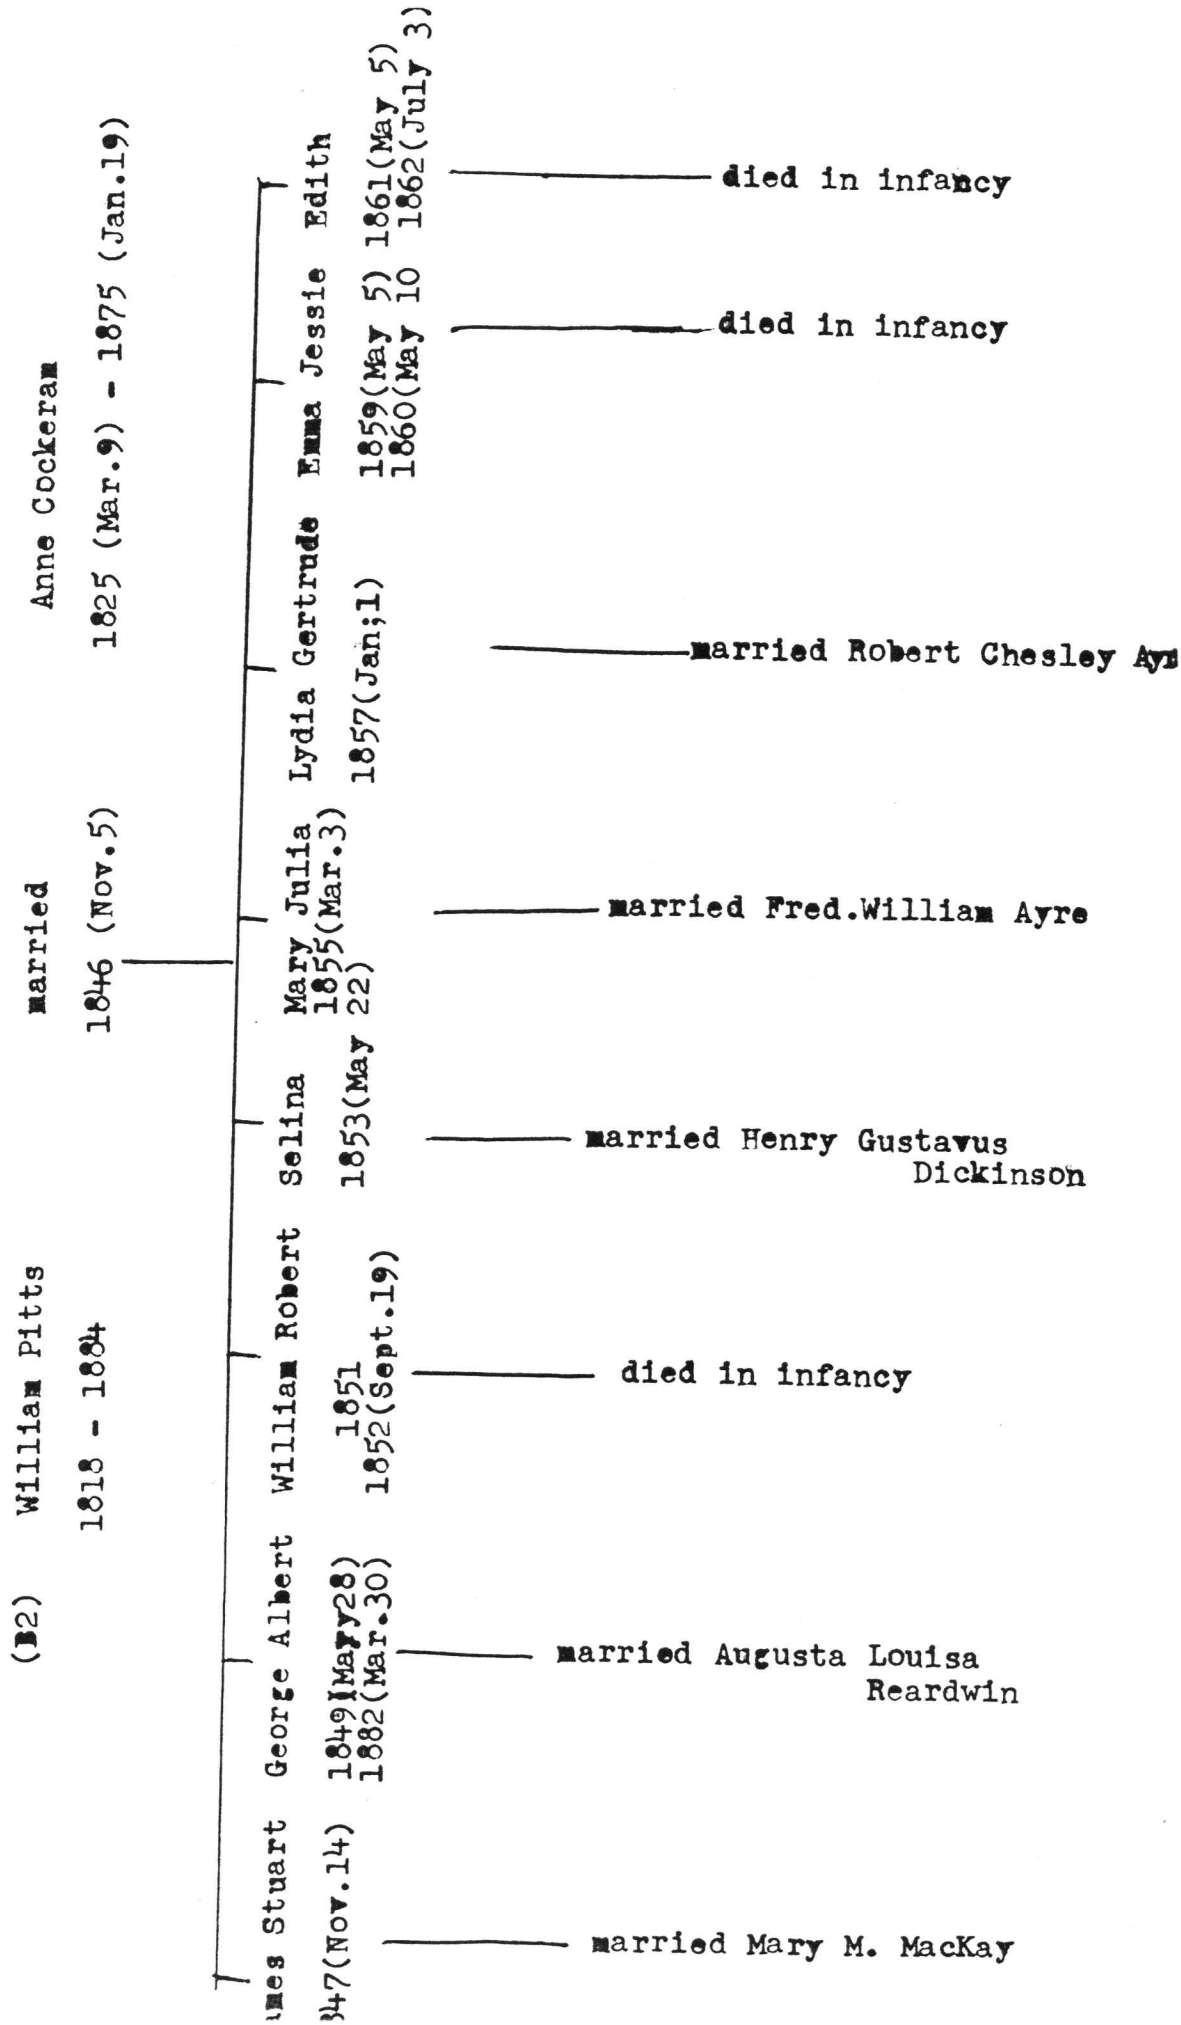 (B2) William Pitts married Anne Cockeram
1818 - 1884 1846 (Nov.5) 1825 (Mar.9) - 1875 (Jan.19)
Stuart George Albert William Robert Selina Mary Julia Lydia Gertrude Emma Jessie Edith
(Nov.14)
1849(May28)
1882(Mar.30)
1851
1852(Sept.19)
1853(May 22)
1855(Mar.3)
1857(Jan;1)
1859(May 5)
1860(May 10
1861(May 5)
1862(July 3)
died in infancy
died in infancy
married Robert Chesley
married Fred.William Ayre
married Henry Gustavus
Dickinson
died in infancy
married Augusta Louisa
Reardwin
married Mary M. MacKay